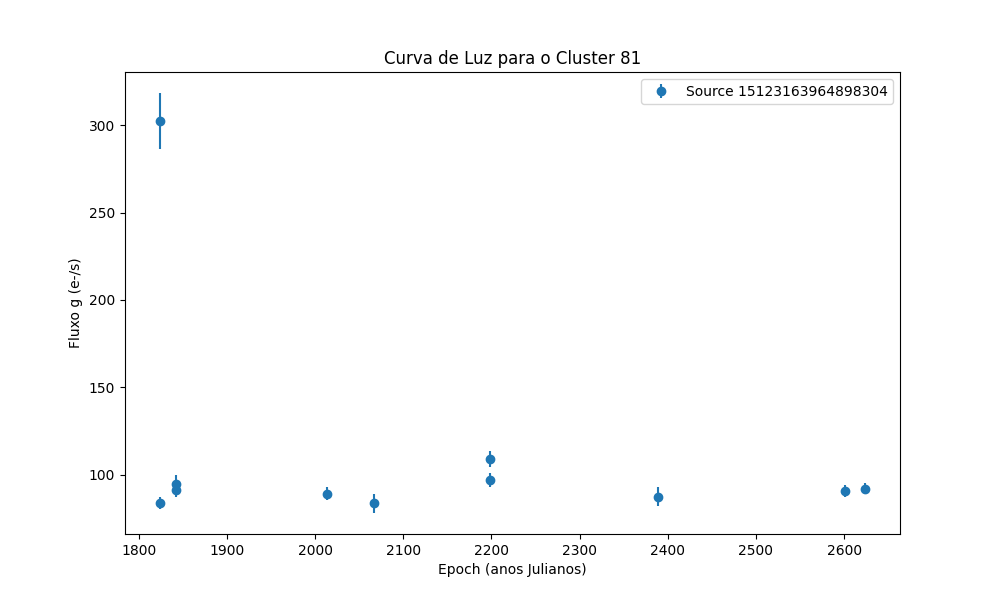 Curva de Luz para o Cluster 81
Source 15123163964898304
300
250
200
150
100
Fluxo g (e-/s)
1800 1900 2000 2100 2200 2300 2400 2500 2600
Epoch (anos Julianos)